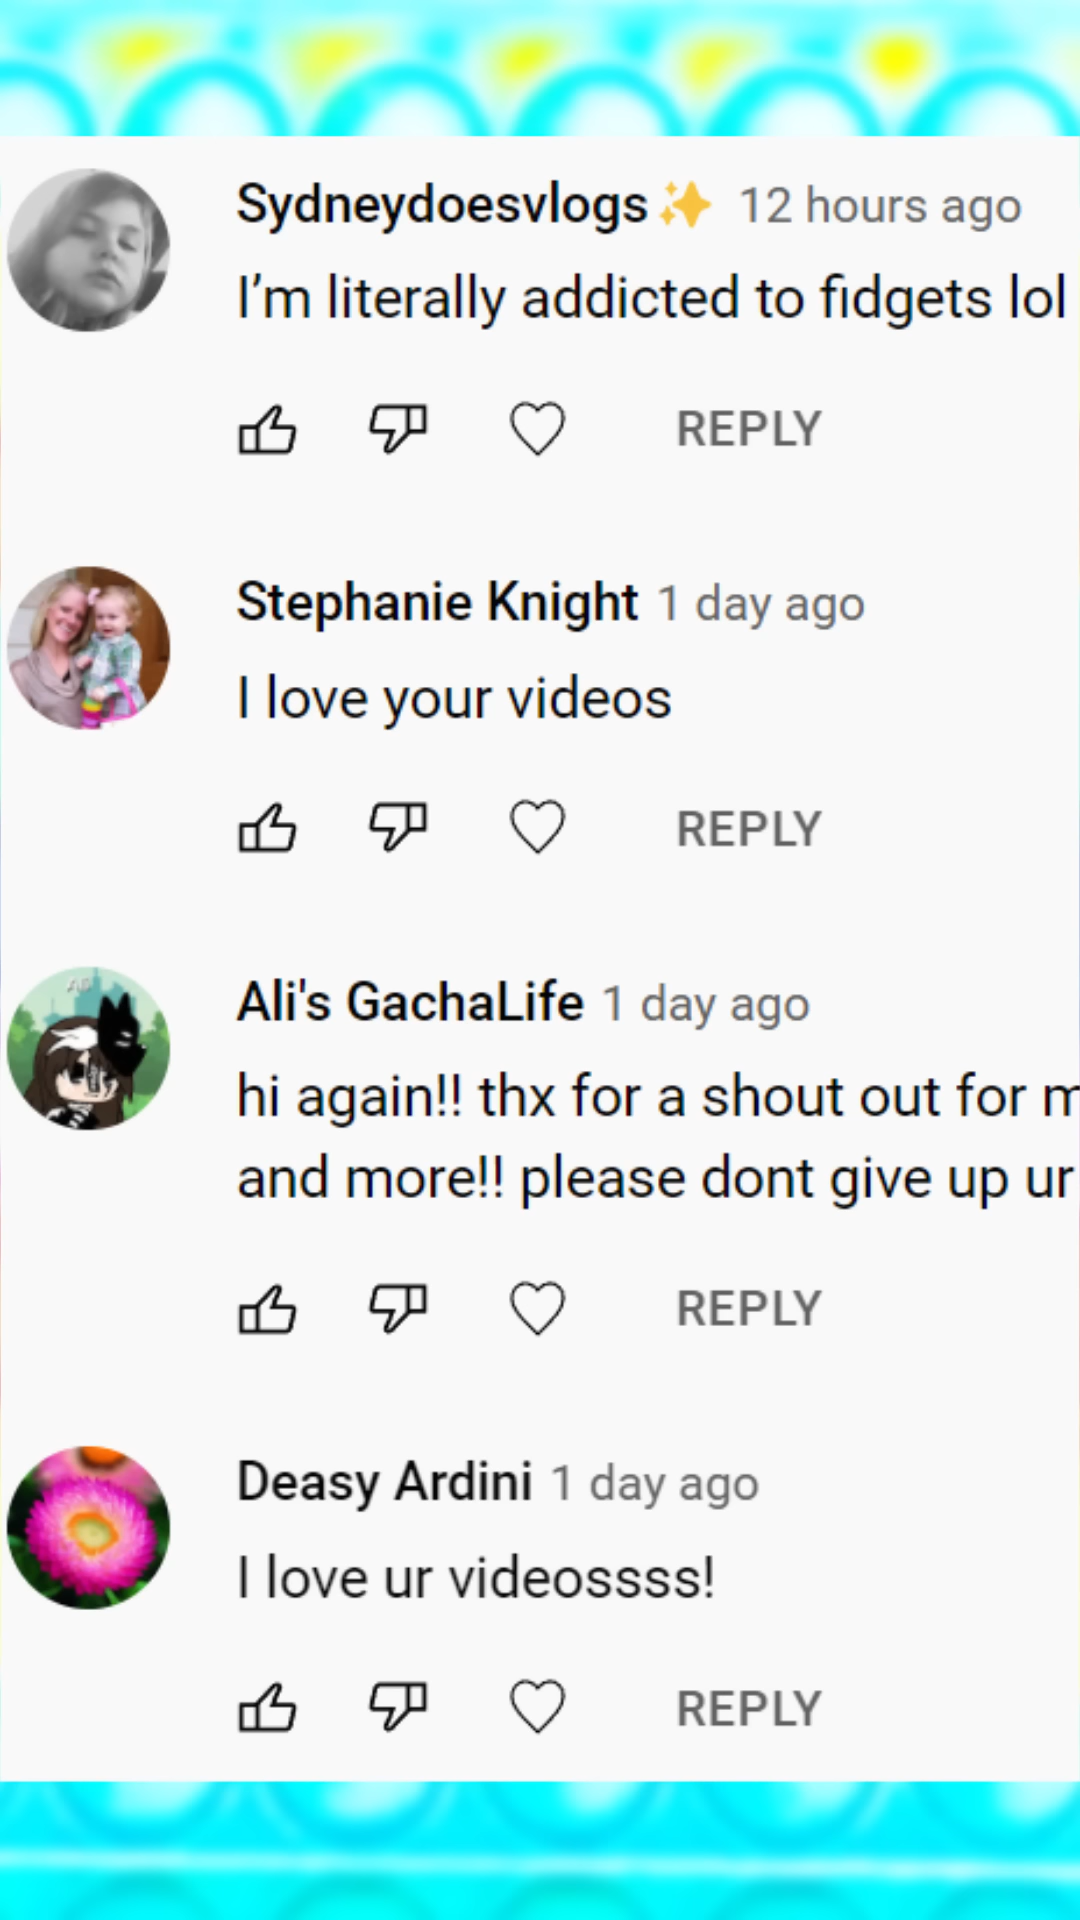 Sydneydoesvlogs✨ 12 hours ago
I’m literally addicted to fidgets lol
REPLY
Stephanie Knight 1 day ago
I love your videos
REPLY
Ali's GachaLife 1 day ago
hi again!! thx for a shout out for
and more!! please dont give up ur
REPLY
Deasy Ardini 1 day ago
I love ur videossss!
REPLY